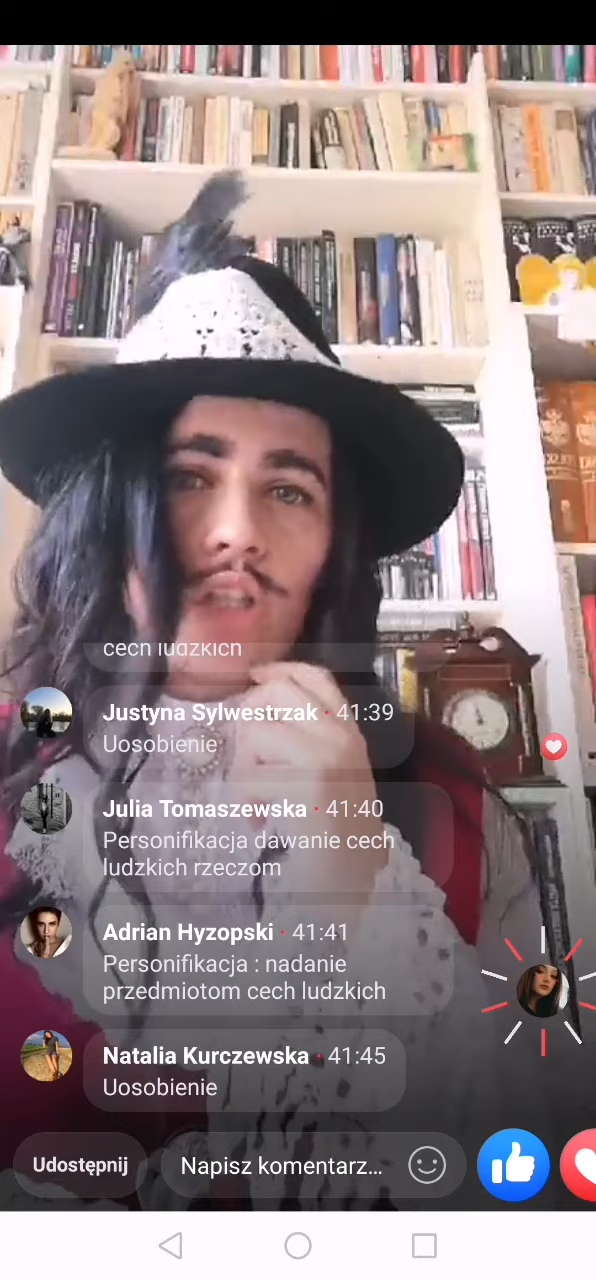 cech ludzkich
Justyna Sylwestrzak · 41:39
Uosobienie
Julia Tomaszewska · 41:40
Personifikacja dawanie cech
ludzkich rzeczom
Adrian Hyzopski · 41:41
Personifikacja : nadanie
przedmiotom cech ludzkich
Natalia Kurczewska · 41:45
Uosobienie
Udostępnij
Napisz komentarz...